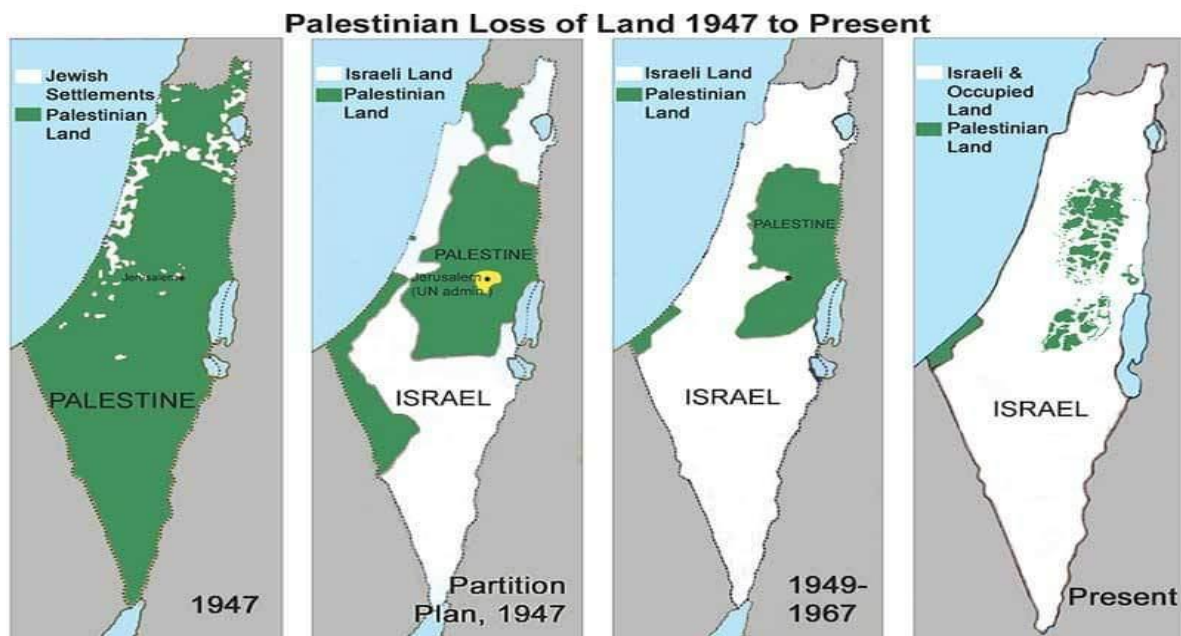 Palestinian Loss of Land 1947 to Present
Jewish
Settlements
Palestinian
Land
Jerusalem
PALESTINE
1947
Israeli Land
Palestinian
Land
PALESTINE
Jerusalem
(UN admin.)
ISRAEL
Partition
Plan, 1947
Israeli Land
Palestinian
Land
PALESTINE
ISRAEL
1949-
1967
Israeli &
Occupied
Land
Palestinian
Land
ISRAEL
Present